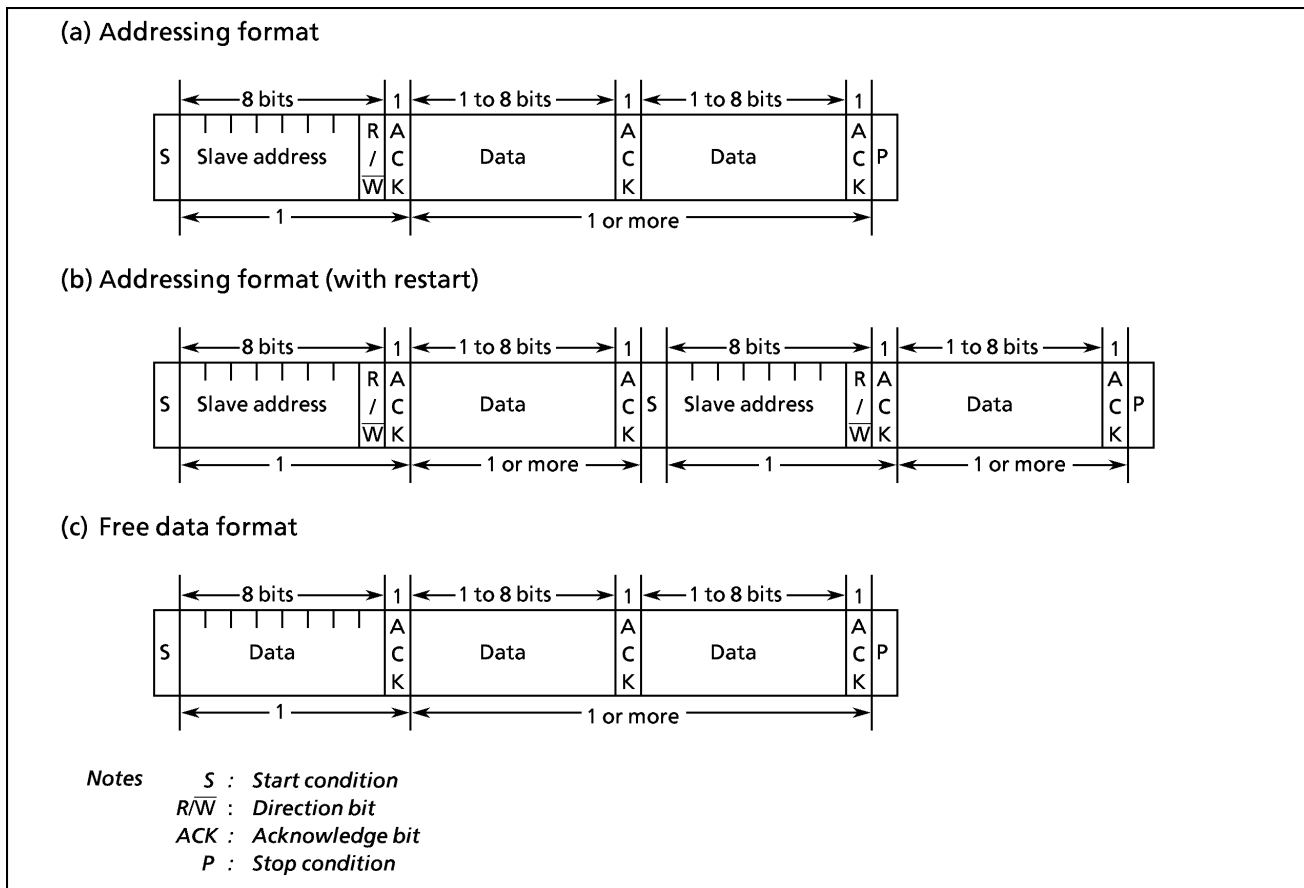 (a) Addressing format
8 bits 1 1 to 8 bits 1 1 to 8 bits 1
S Slave address R/W̅ ACK Data ACK Data ACK P
1 1 or more
(b) Addressing format (with restart)
8 bits 1 1 to 8 bits 1 8 bits 1 1 to 8 bits 1
S Slave address R/W̅ ACK Data ACK S Slave address R/W̅ ACK Data ACK P
1 1 or more 1 1 or more
(c) Free data format
8 bits 1 1 to 8 bits 1 1 to 8 bits 1
S Data ACK Data ACK Data ACK P
1 1 or more
Notes S : Start condition
R/W̅ : Direction bit
ACK : Acknowledge bit
P : Stop condition